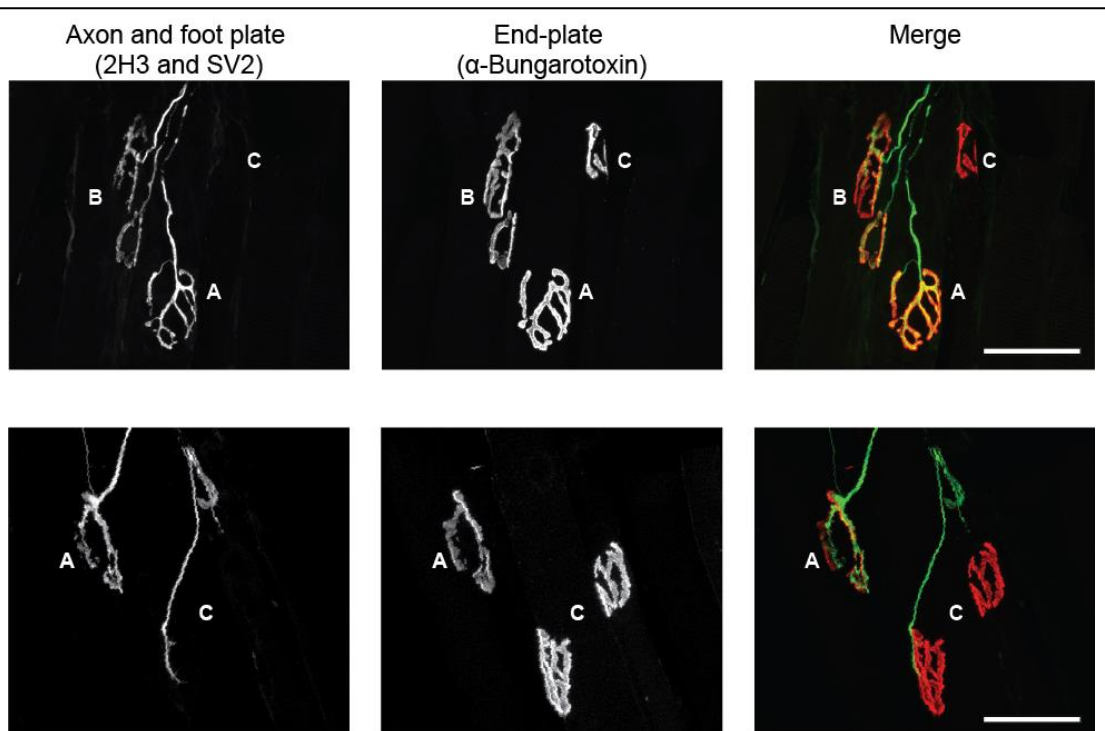 Axon and foot plate
(2H3 and SV2)
End-plate
(α-Bungarotoxin)
Merge
C
B
A
C
B
A
C
B
A
A
C
A
C
A
C